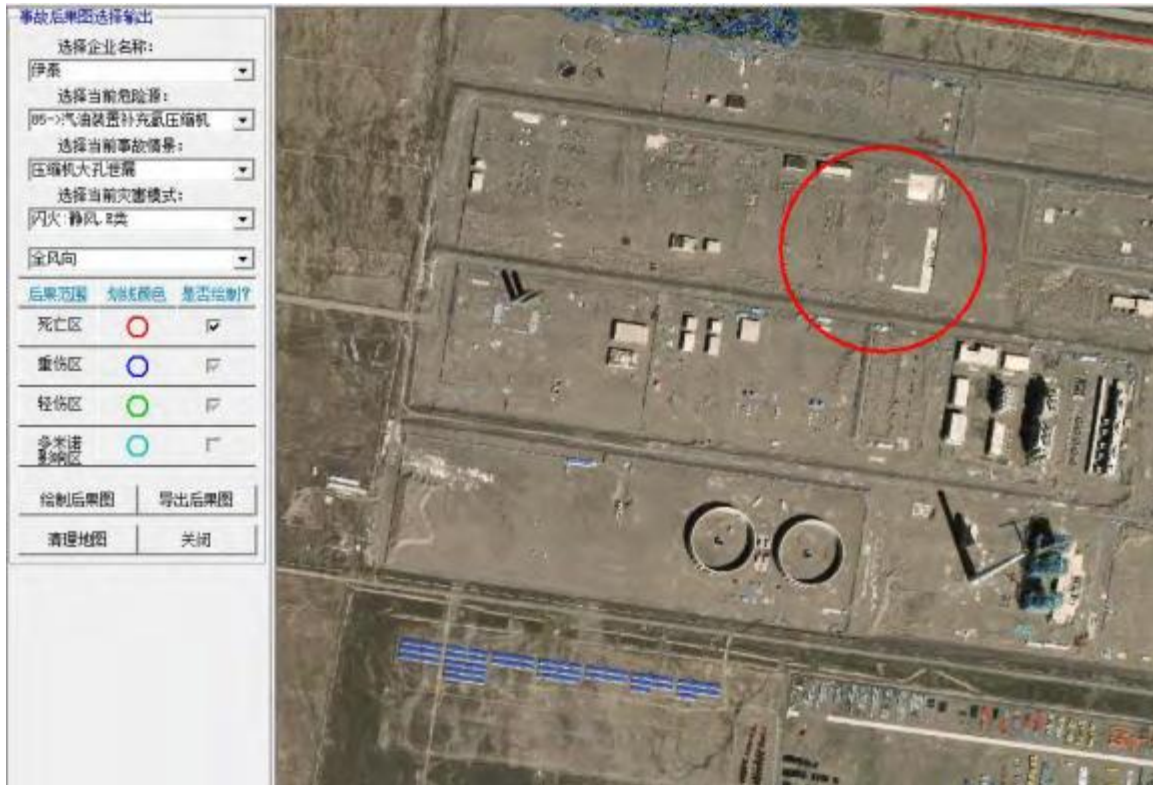 事故后果图选择输出
选择企业名称:
伊泰
选择当前危险源:
05->汽油装置补充氢压缩机
选择当前事故情景:
压缩机大孔泄漏
选择当前灾害模式:
闪火:静风,E类
全风向
后果范围 划线颜色 是否绘制?
死亡区
重伤区
轻伤区
多米诺
影响区
绘制后果图 导出后果图
清理地图 关闭